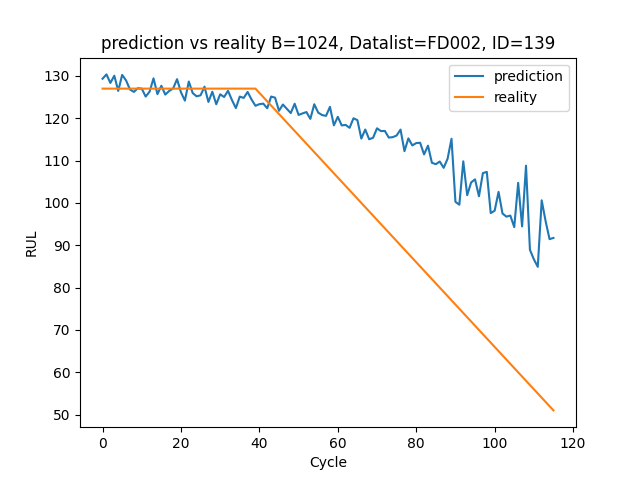 prediction vs reality B=1024, Datalist=FD002, ID=139
prediction
reality
RUL
130
120
110
100
90
80
70
60
50
0 20 40 60 80 100 120
Cycle